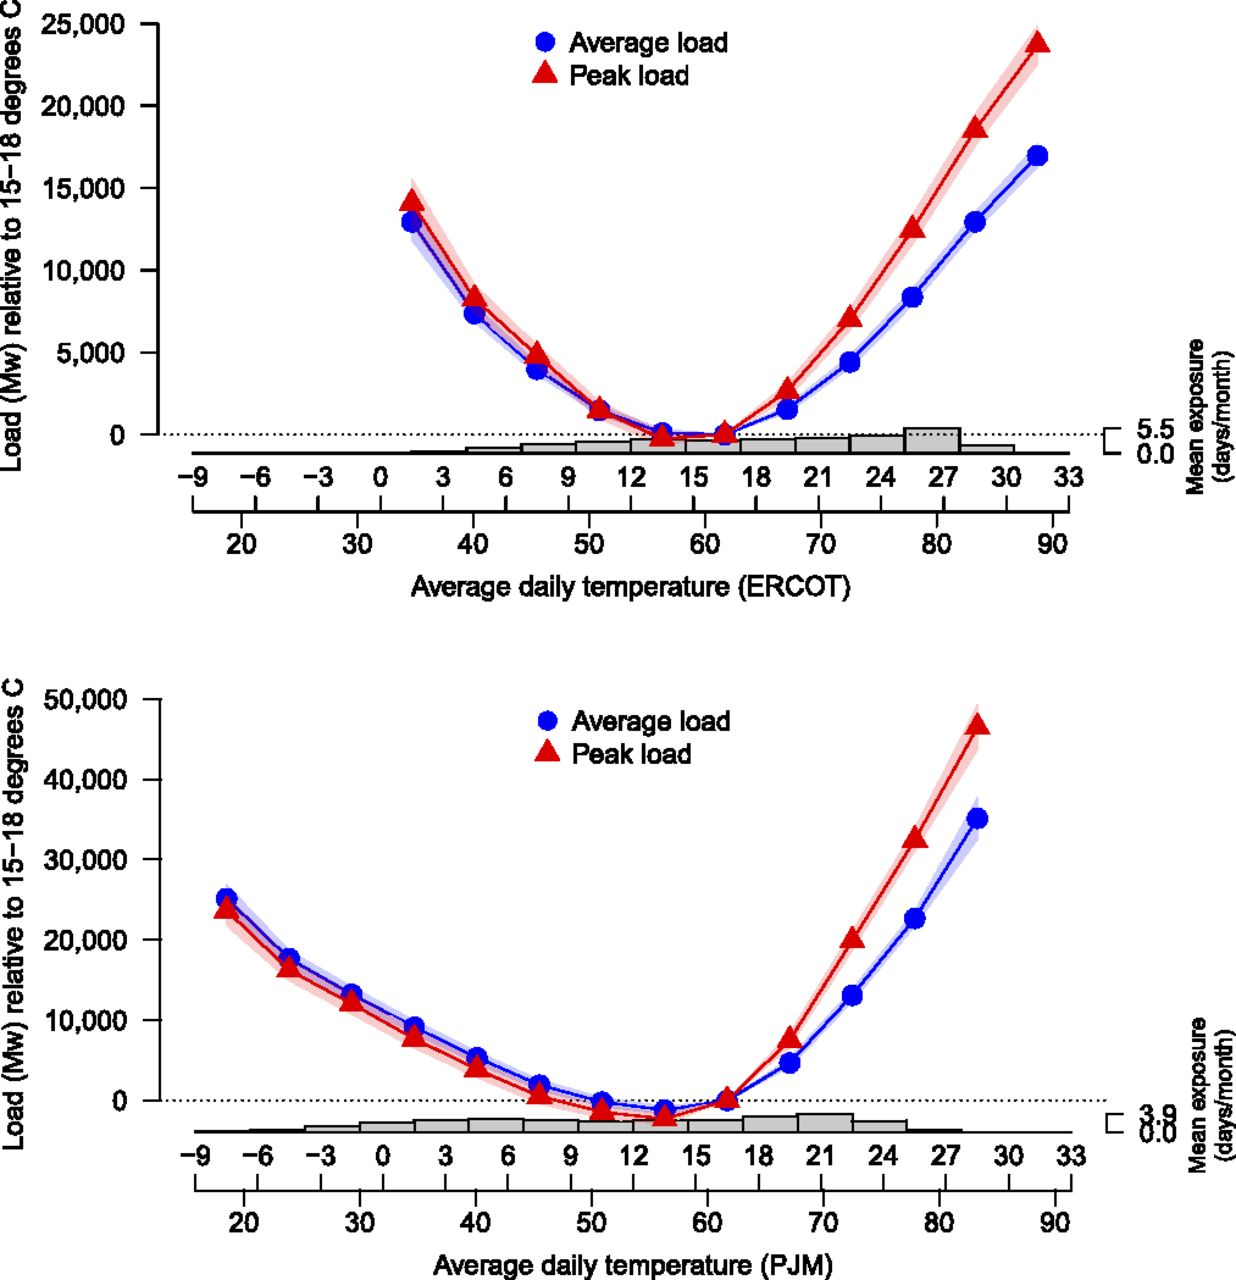 Load (Mw) relative to 15−18 degrees C
25,000
20,000
15,000
10,000
5,000
0
Average load
Peak load
Mean exposure
(days/month)
5.5
0.0
−9 −6 −3 0 3 6 9 12 15 18 21 24 27 30 33
20 30 40 50 60 70 80 90
Average daily temperature (ERCOT)
Load (Mw) relative to 15−18 degrees C
50,000
40,000
30,000
20,000
10,000
0
Average load
Peak load
Mean exposure
(days/month)
3.9
0.0
−9 −6 −3 0 3 6 9 12 15 18 21 24 27 30 33
20 30 40 50 60 70 80 90
Average daily temperature (PJM)